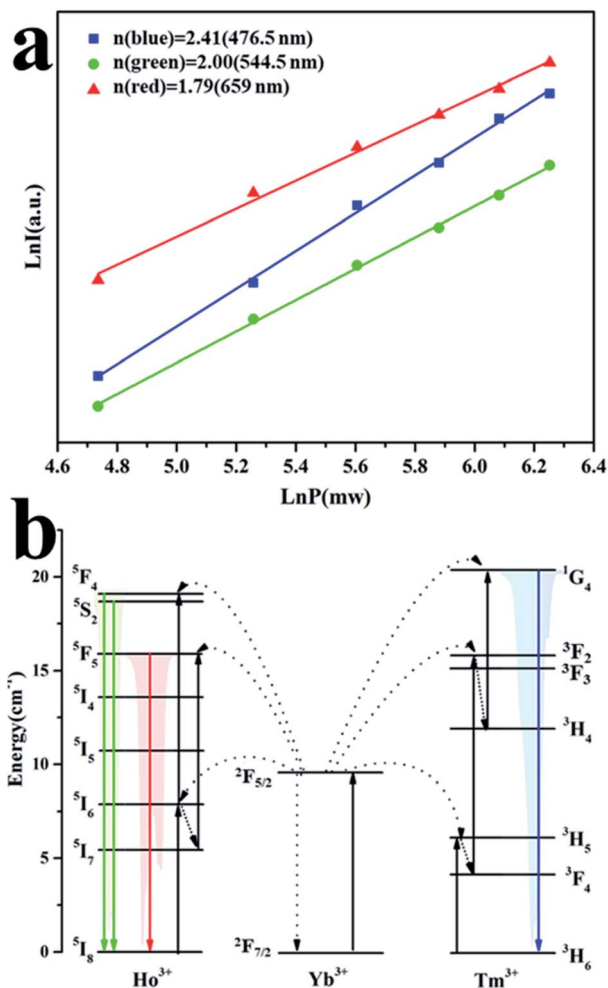 a
n(blue)=2.41(476.5 nm)
n(green)=2.00(544.5 nm)
n(red)=1.79(659 nm)
LnI(a.u.)
4.6 4.8 5.0 5.2 5.4 5.6 5.8 6.0 6.2 6.4
LnP(mw)
b
Energy(cm⁻¹)
20
15
10
5
0
⁵F₄
⁵S₂
⁵F₅
⁵I₄
⁵I₅
⁵I₆
⁵I₇
⁵I₈
Ho³⁺
²F₅/₂
²F₇/₂
Yb³⁺
¹G₄
³F₂
³F₃
³H₄
³H₅
³F₄
³H₆
Tm³⁺